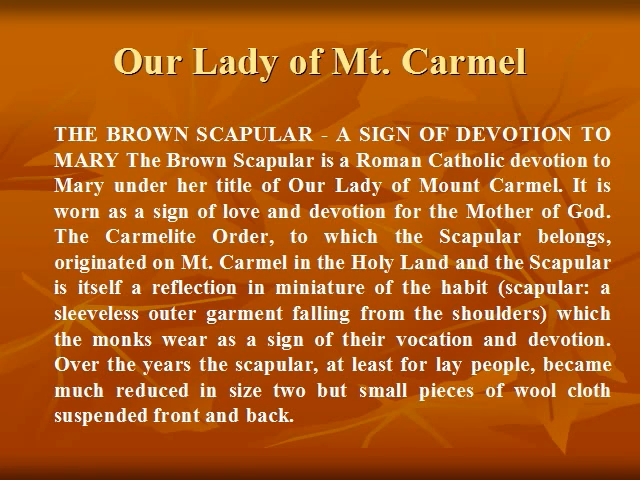 Our Lady of Mt. Carmel
THE BROWN SCAPULAR - A SIGN OF DEVOTION TO
MARY The Brown Scapular is a Roman Catholic devotion to
Mary under her title of Our Lady of Mount Carmel. It is
worn as a sign of love and devotion for the Mother of God.
The Carmelite Order, to which the Scapular belongs,
originated on Mt. Carmel in the Holy Land and the Scapular
is itself a reflection in miniature of the habit (scapular: a
sleeveless outer garment falling from the shoulders) which
the monks wear as a sign of their vocation and devotion.
Over the years the scapular, at least for lay people, became
much reduced in size two but small pieces of wool cloth
suspended front and back.